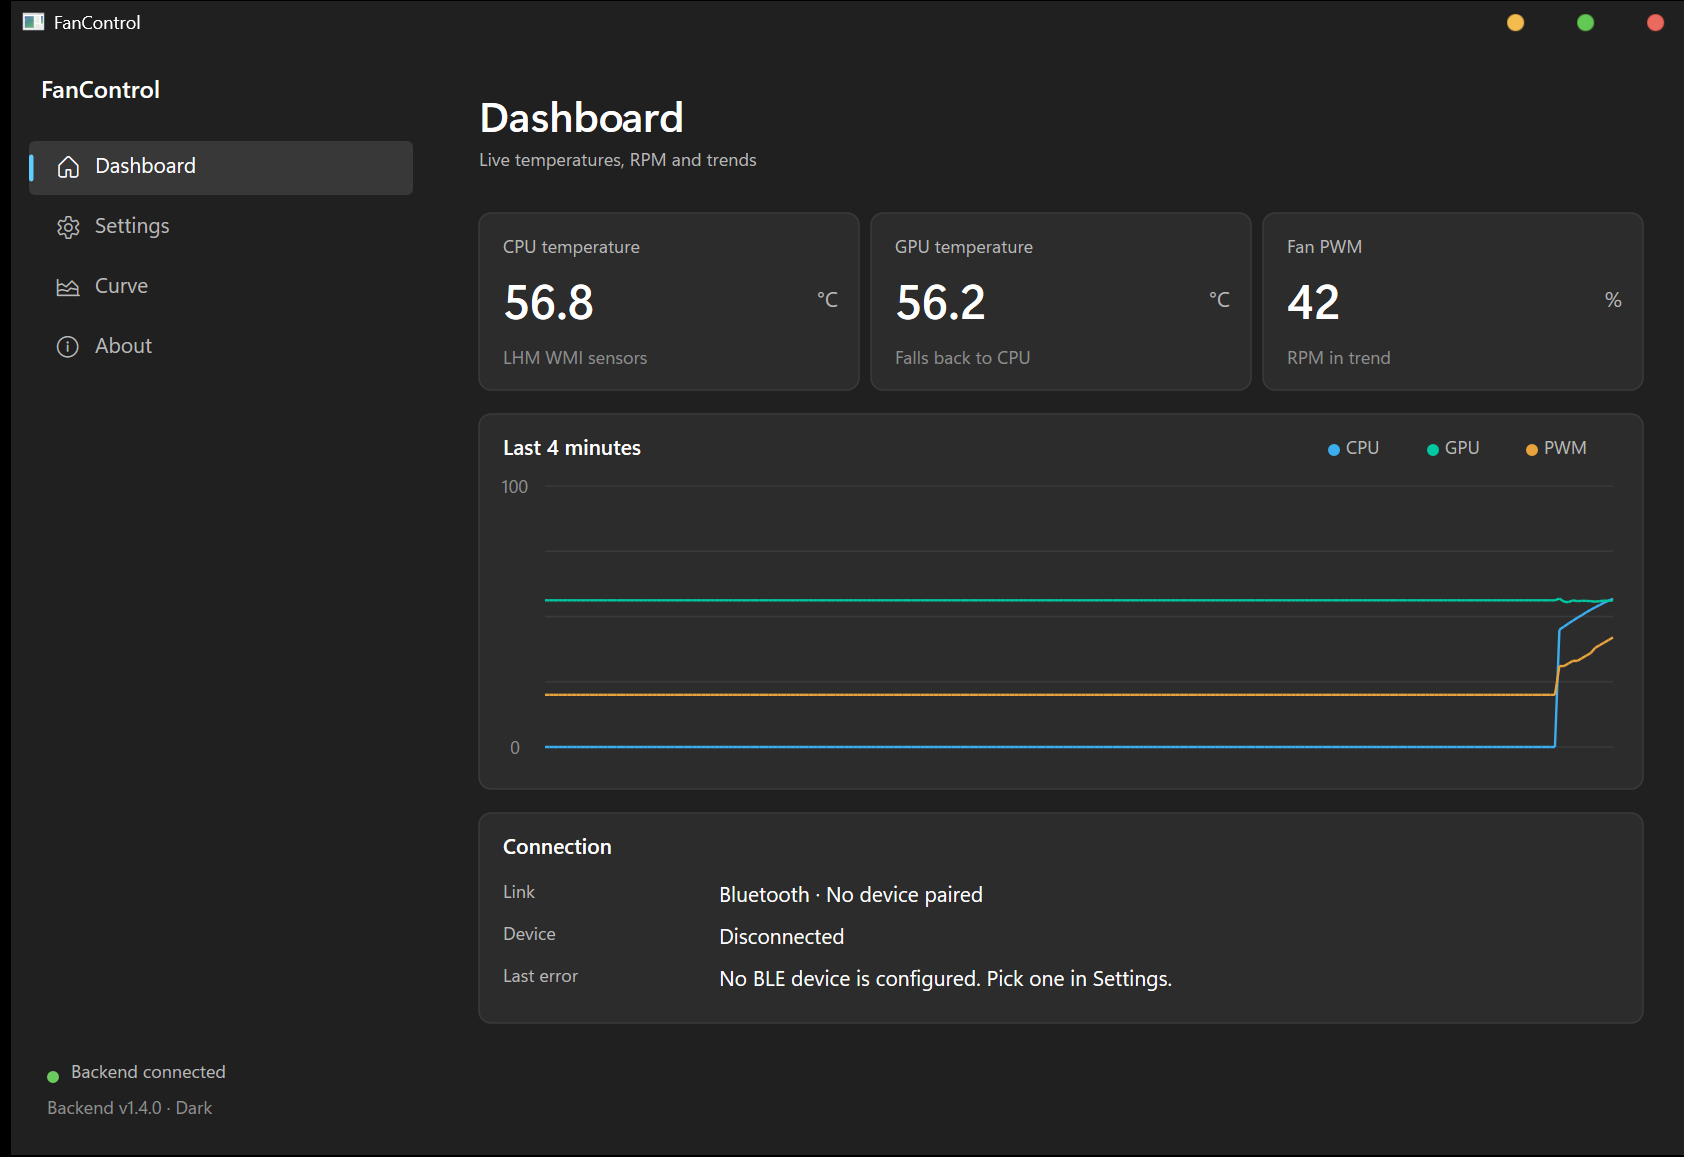 FanControl
FanControl
Dashboard
Settings
Curve
About
Dashboard
Live temperatures, RPM and trends
CPU temperature
56.8 °C
LHM WMI sensors
GPU temperature
56.2 °C
Falls back to CPU
Fan PWM
42 %
RPM in trend
Last 4 minutes
CPU GPU PWM
100
0
Connection
Link Bluetooth · No device paired
Device Disconnected
Last error No BLE device is configured. Pick one in Settings.
Backend connected
Backend v1.4.0 · Dark